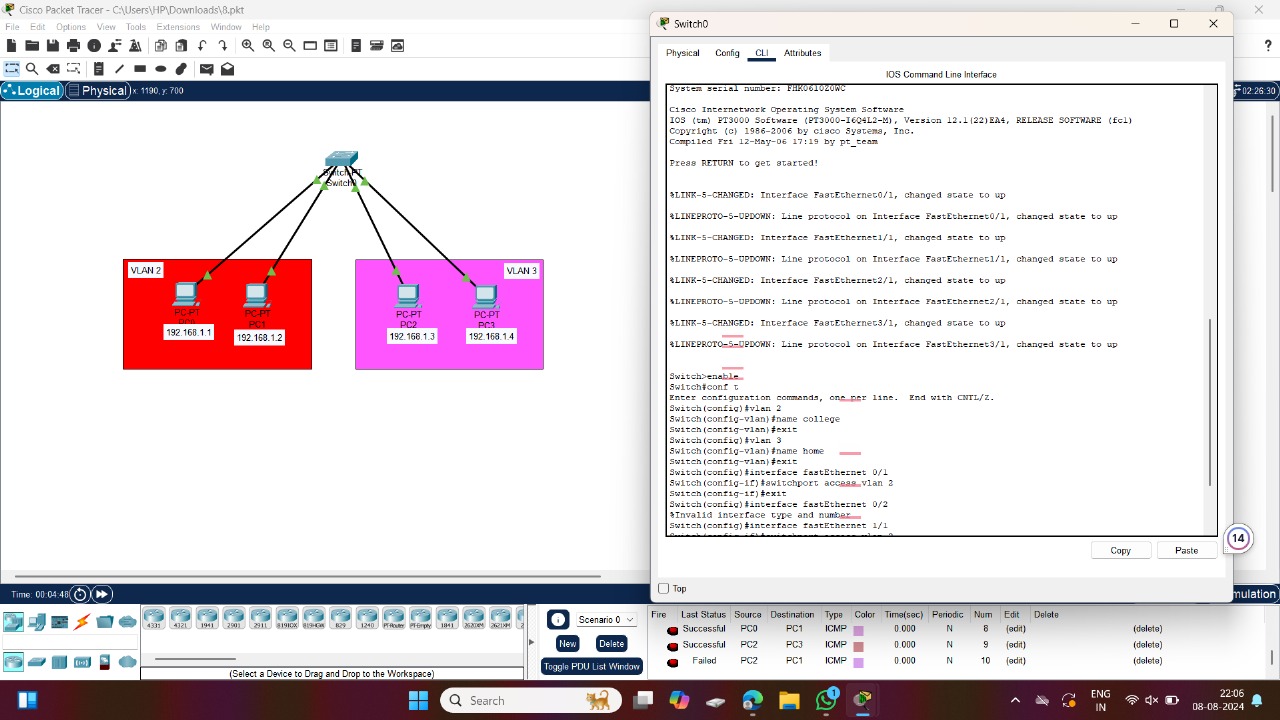 Cisco Packet Tracer - C:\Users\HP\Downloads\8.pkt
File Edit Options View Tools Extensions Window Help
Logical Physical x: 1190, y: 700
02:26:30
Switch-PT
Switch0
VLAN 2
PC-PT
192.168.1.1
PC-PT
PC1
192.168.1.2
VLAN 3
PC-PT
PC2
192.168.1.3
PC-PT
PC3
192.168.1.4
Switch0
Physical Config CLI Attributes
IOS Command Line Interface
System serial number: FHK0610Z0WC
Cisco Internetwork Operating System Software
IOS (tm) PT3000 Software (PT3000-I6Q4L2-M), Version 12.1(22)EA4, RELEASE SOFTWARE (fc1)
Copyright (c) 1986-2006 by cisco Systems, Inc.
Compiled Fri 12-May-06 17:19 by pt_team
Press RETURN to get started!
%LINK-5-CHANGED: Interface FastEthernet0/1, changed state to up
%LINEPROTO-5-UPDOWN: Line protocol on Interface FastEthernet0/1, changed state to up
%LINK-5-CHANGED: Interface FastEthernet1/1, changed state to up
%LINEPROTO-5-UPDOWN: Line protocol on Interface FastEthernet1/1, changed state to up
%LINK-5-CHANGED: Interface FastEthernet2/1, changed state to up
%LINEPROTO-5-UPDOWN: Line protocol on Interface FastEthernet2/1, changed state to up
%LINK-5-CHANGED: Interface FastEthernet3/1, changed state to up
%LINEPROTO-5-UPDOWN: Line protocol on Interface FastEthernet3/1, changed state to up
Switch>enable
Switch#conf t
Enter configuration commands, one per line. End with CNTL/Z.
Switch(config)#vlan 2
Switch(config-vlan)#name college
Switch(config-vlan)#exit
Switch(config)#vlan 3
Switch(config-vlan)#name home
Switch(config-vlan)#exit
Switch(config)#interface fastEthernet 0/1
Switch(config-if)#switchport access vlan 2
Switch(config-if)#exit
Switch(config)#interface fastEthernet 0/2
%Invalid interface type and number
Switch(config)#interface fastEthernet 1/1
Copy Paste
14
Top
Time: 00:04:48
Simulation
4331 4321 1941 2901 2911 819IOX 819HGW 829 1240 PT-Router PT-Empty 1841 2620XM 2621XM
(Select a Device to Drag and Drop to the Workspace)
Scenario 0
New Delete
Toggle PDU List Window
Fire Last Status Source Destination Type Color Time(sec) Periodic Num Edit Delete
Successful PC0 PC1 ICMP 0.000 N 8 (edit) (delete)
Successful PC2 PC3 ICMP 0.000 N 9 (edit) (delete)
Failed PC2 PC1 ICMP 0.000 N 10 (edit) (delete)
Search
1
ENG
IN
22:06
08-08-2024